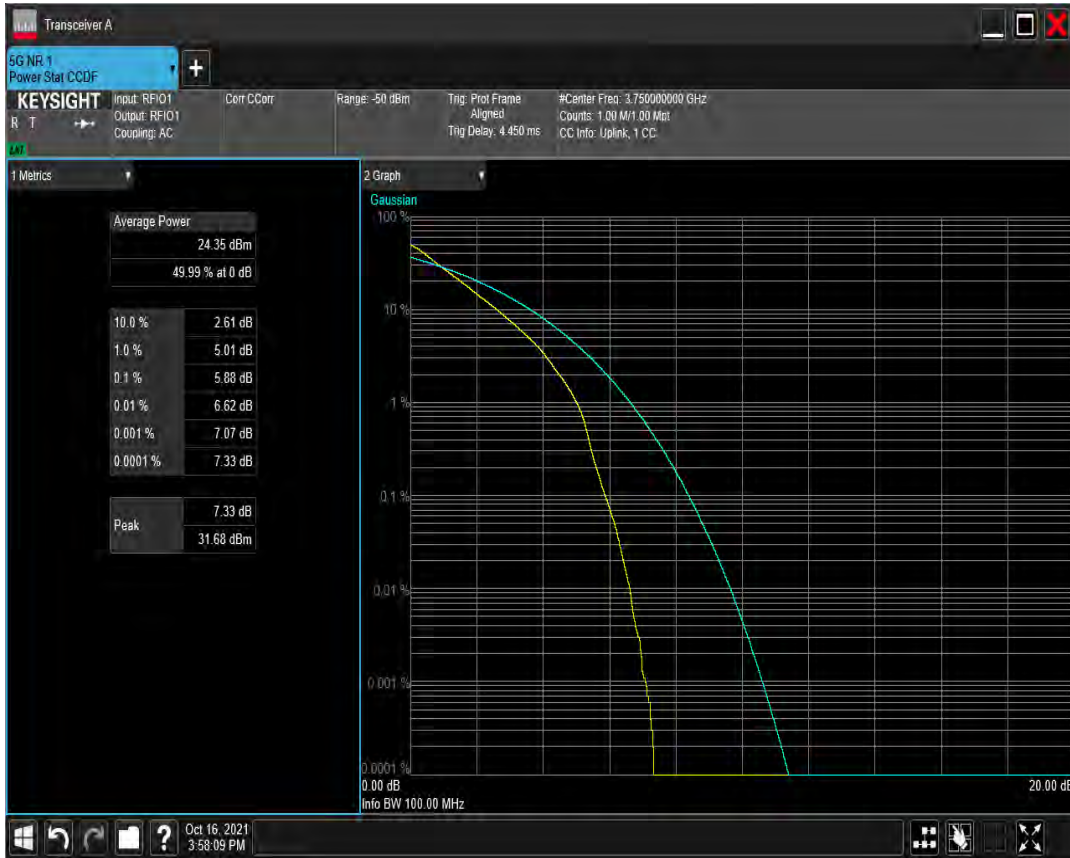 Transceiver A
5G NR 1
Power Stat CCDF
+
KEYSIGHT
R T
LXI
Input: RFIO1
Output: RFIO1
Coupling: AC
Corr CCorr
Range: -50 dBm
Trig: Prot Frame
Aligned
Trig Delay: 4.450 ms
#Center Freq: 3.750000000 GHz
Counts: 1.00 M/1.00 Mpt
CC Info: Uplink, 1 CC
1 Metrics
Average Power
24.35 dBm
49.99 % at 0 dB
10.0 % 2.61 dB
1.0 % 5.01 dB
0.1 % 5.88 dB
0.01 % 6.62 dB
0.001 % 7.07 dB
0.0001 % 7.33 dB
Peak 7.33 dB
31.68 dBm
2 Graph
Gaussian
100 %
10 %
1 %
0.1 %
0.01 %
0.001 %
0.0001 %
0.00 dB 20.00 dB
Info BW 100.00 MHz
?
Oct 16, 2021
3:58:09 PM